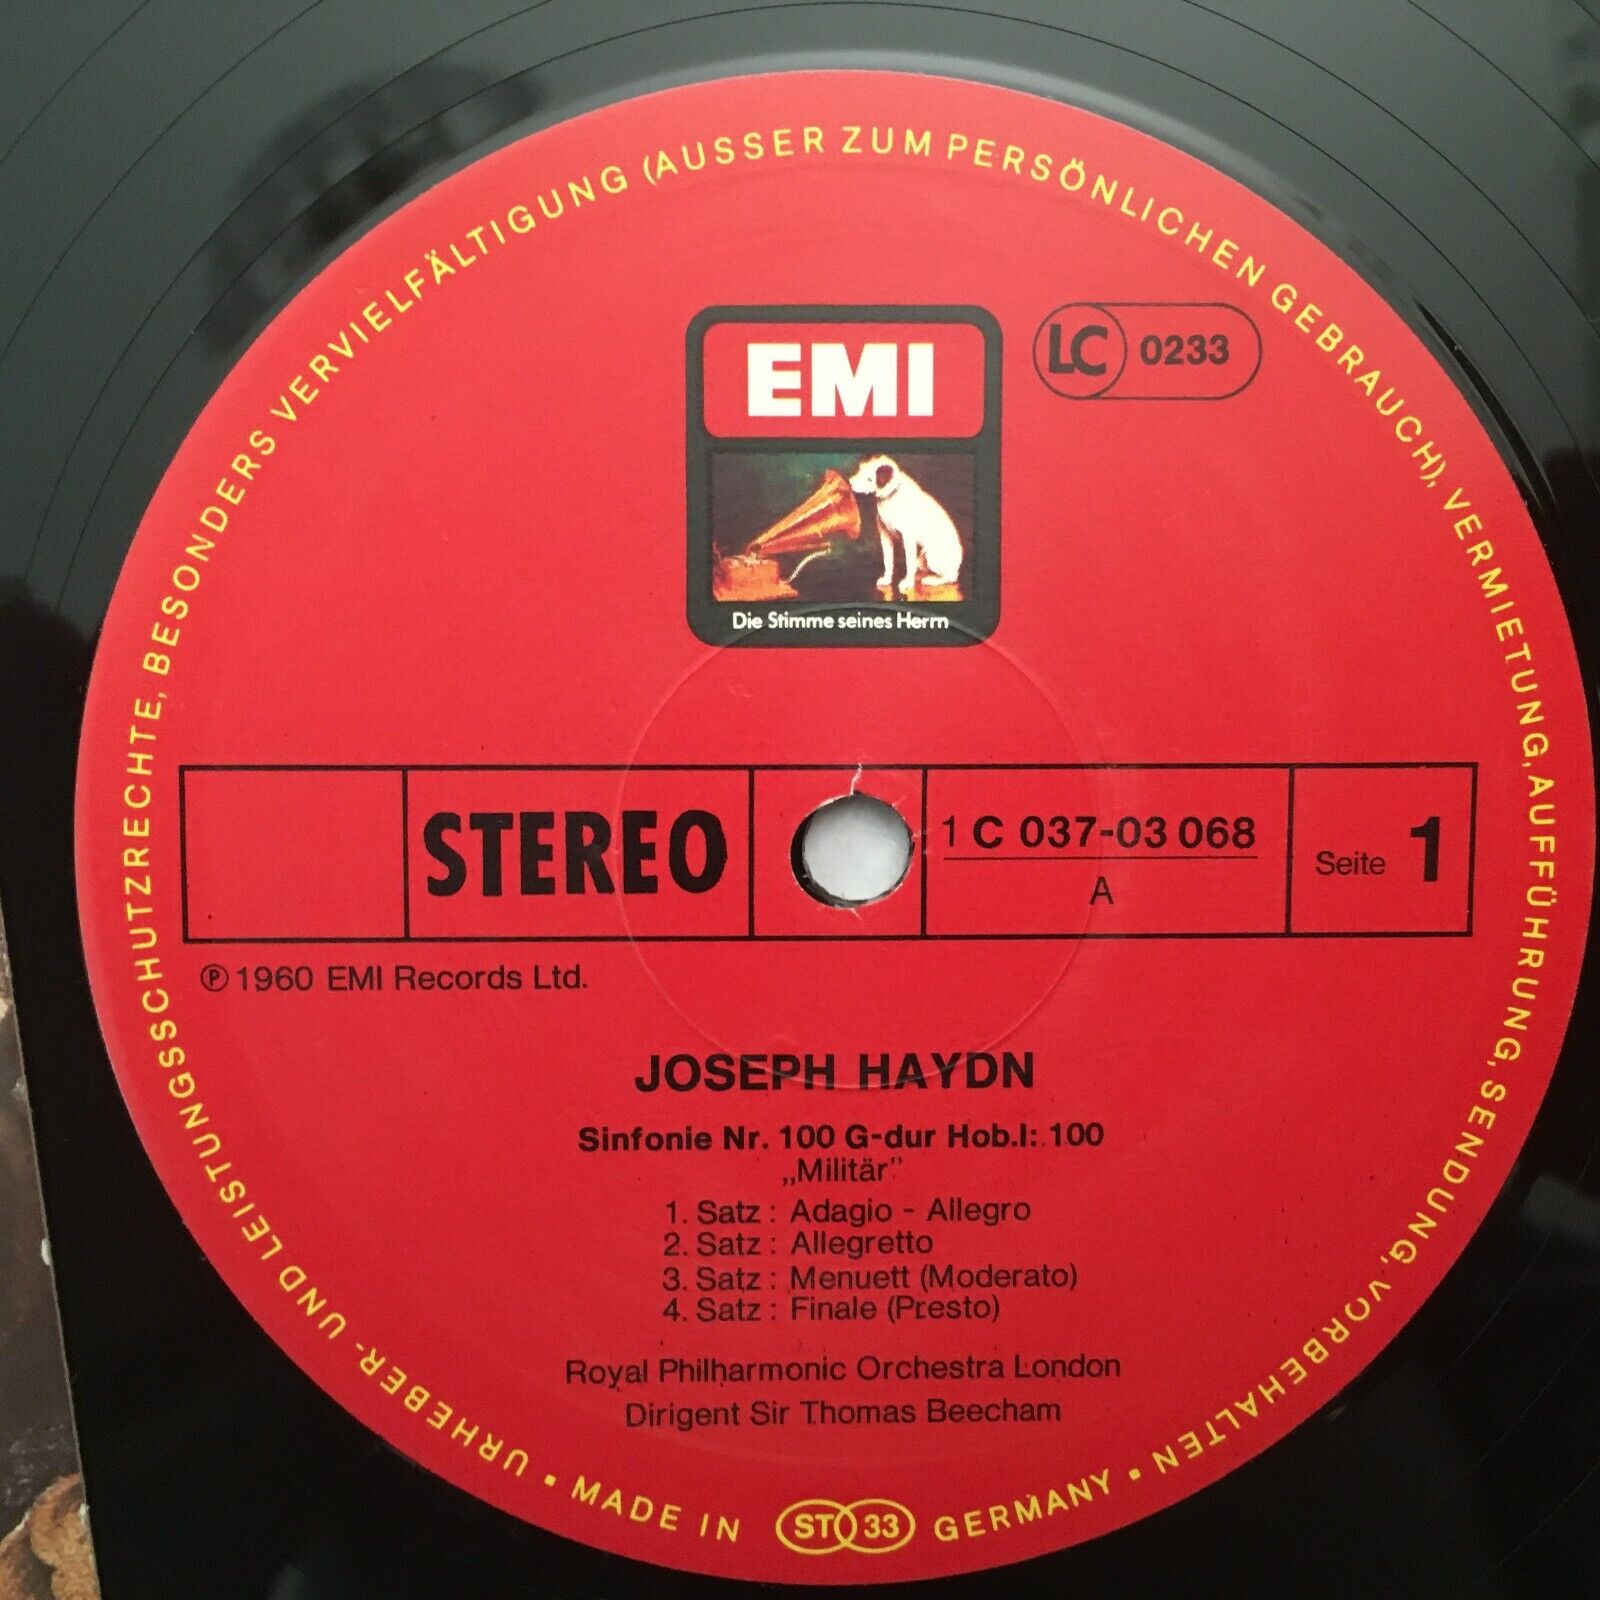 URHEBER- UND LEISTUNGSSCHUTZRECHTE, BESONDERS VERVIELFÄLTIGUNG (AUSSER ZUM PERSÖNLICHEN GEBRAUCH), VERMIETUNG, AUFFÜHRUNG, SENDUNG, VORBEHALTEN
EMI
LC 0233
Die Stimme seines Herrn
STEREO
1 C 037-03 068
A
Seite 1
℗ 1960 EMI Records Ltd.
JOSEPH HAYDN
Sinfonie Nr. 100 G-dur Hob.I: 100
„Militär”
1. Satz: Adagio - Allegro
2. Satz: Allegretto
3. Satz: Menuett (Moderato)
4. Satz: Finale (Presto)
Royal Philharmonic Orchestra London
Dirigent Sir Thomas Beecham
• MADE IN ST 33 GERMANY •